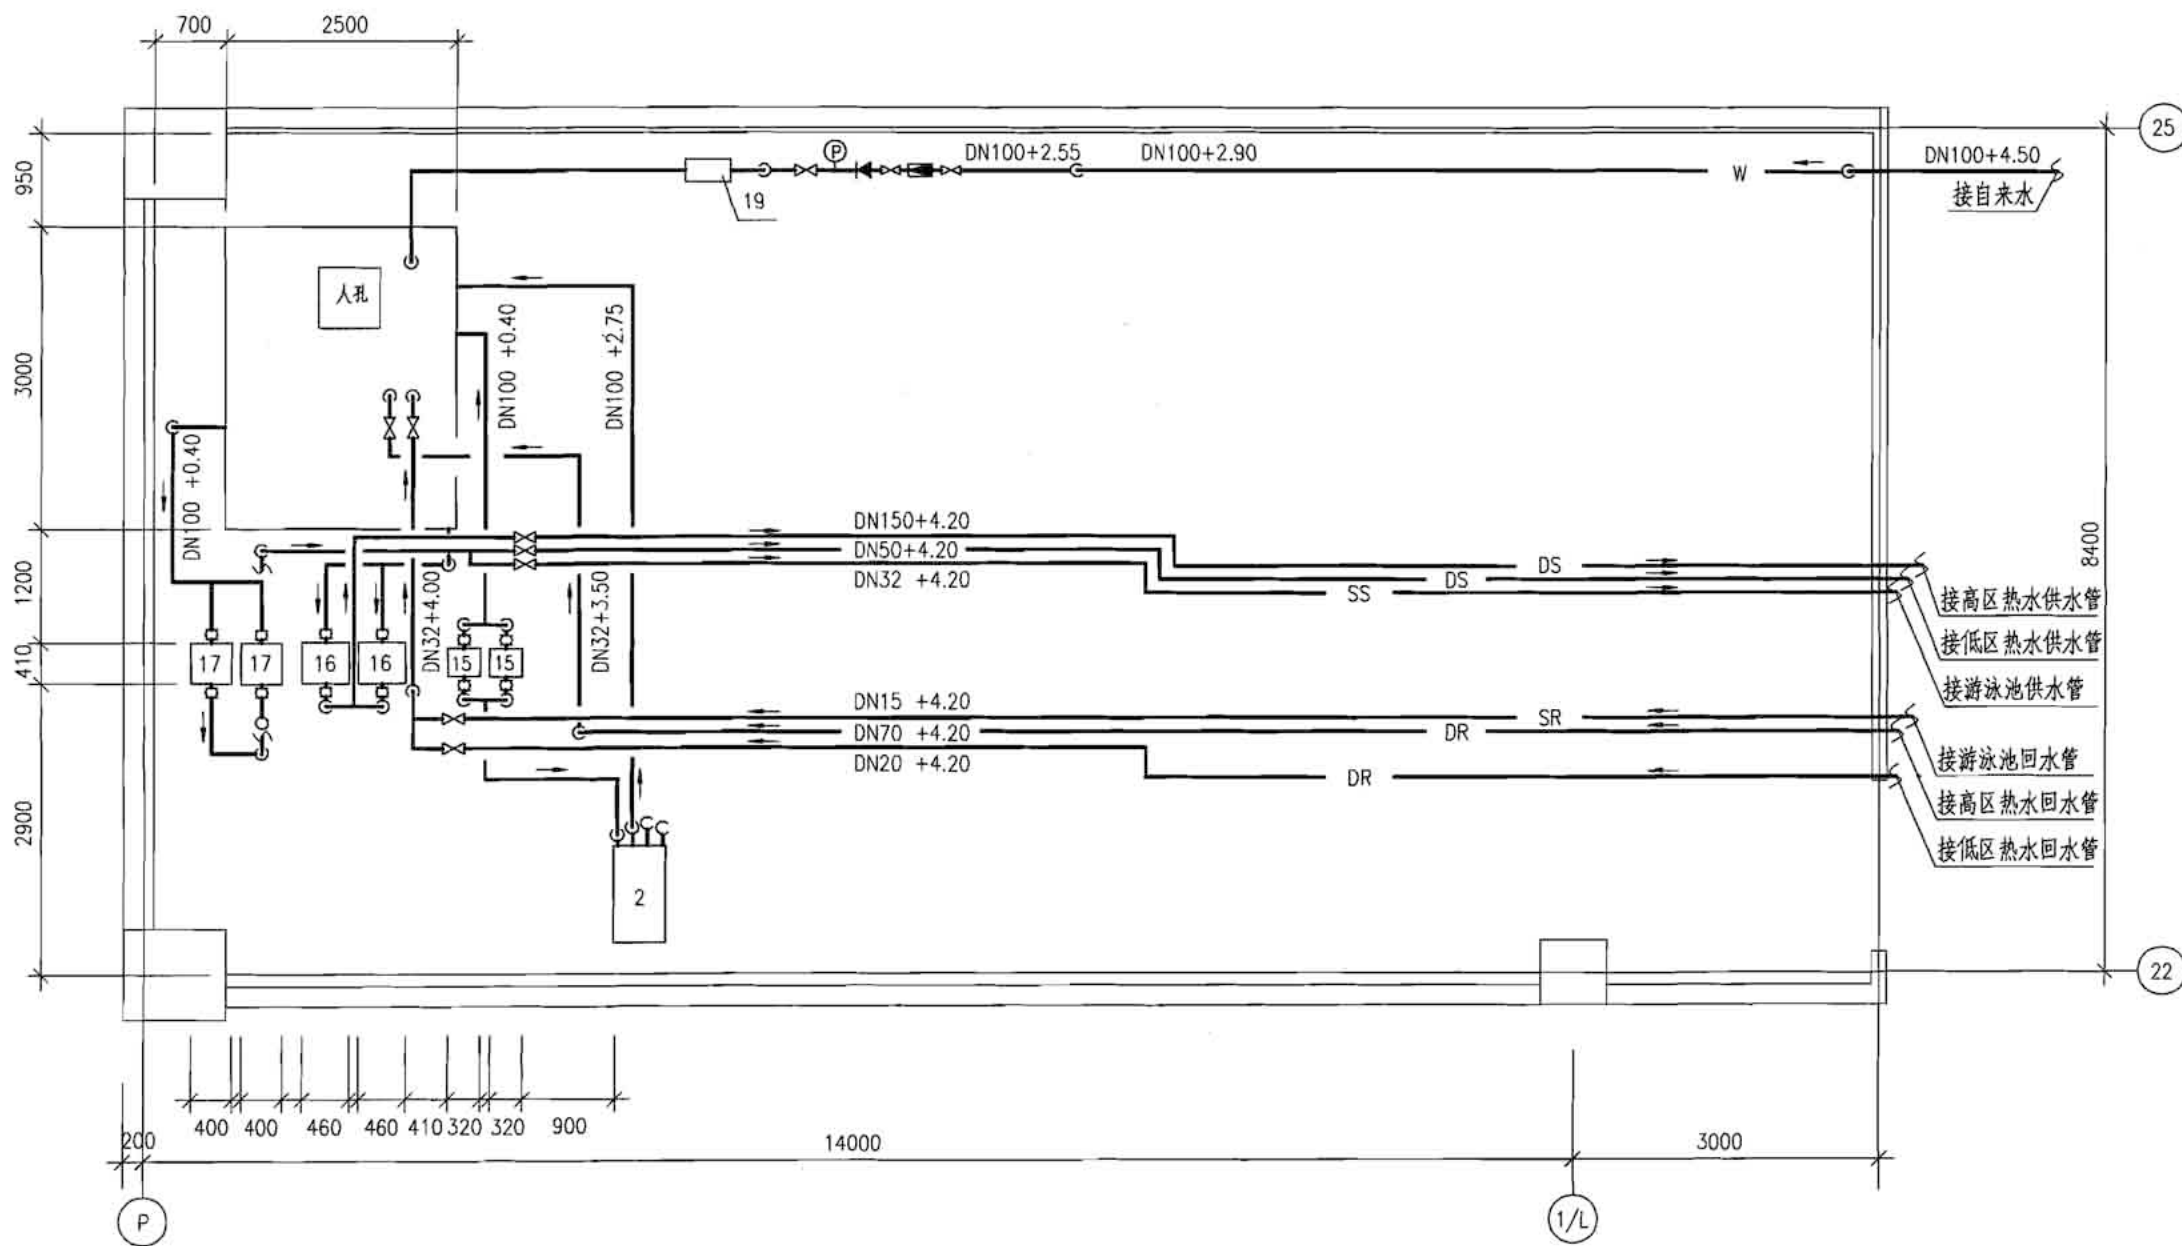 700
2500
25
DN100+2.55
DN100+2.90
DN100+4.50
P
W
接自来水
19
950
人孔
DN100 +0.40
DN100 +2.75
3000
DN100 +0.40
DN150+4.20
DN50+4.20
DN32 +4.20
DS
DS
SS
8400
1200
DN32+4.00
DN32+3.50
接高区热水供水管
接低区热水供水管
接游泳池供水管
410
17
17
16
16
15
15
DN15 +4.20
DN70 +4.20
DN20 +4.20
SR
DR
DR
接游泳池回水管
接高区热水回水管
接低区热水回水管
2900
2
22
400
400
460
460
410
320
320
900
200
14000
3000
P
1/L